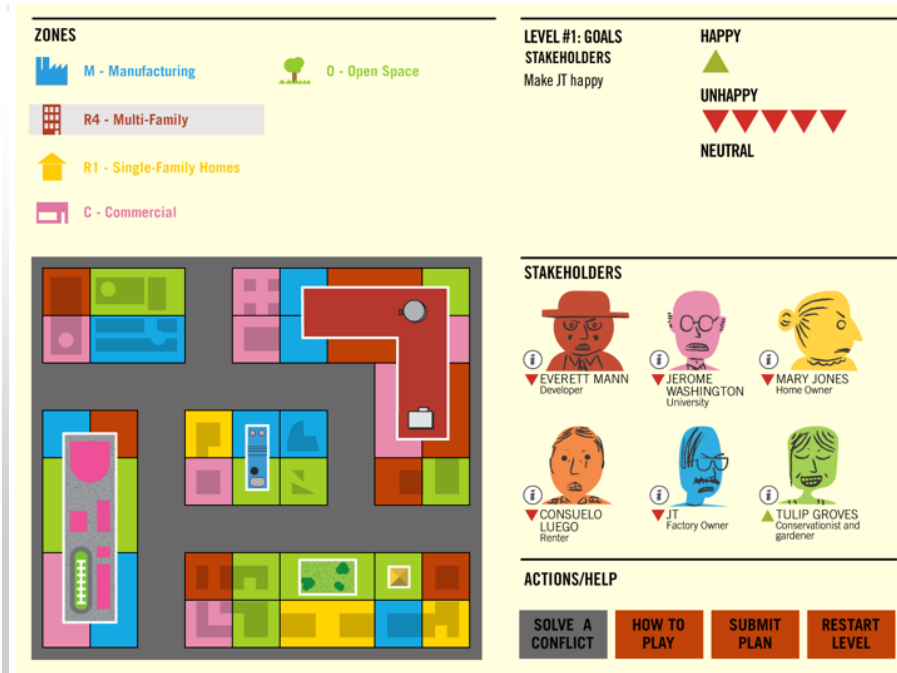 ZONES
M - Manufacturing
O - Open Space
R4 - Multi-Family
R1 - Single-Family Homes
C - Commercial
LEVEL #1: GOALS
STAKEHOLDERS
Make JT happy
HAPPY
UNHAPPY
NEUTRAL
STAKEHOLDERS
i
EVERETT MANN
Developer
i
JEROME
WASHINGTON
University
i
MARY JONES
Home Owner
i
CONSUELO
LUEGO
Renter
i
JT
Factory Owner
i
TULIP GROVES
Conservationist and
gardener
ACTIONS/HELP
SOLVE A
CONFLICT
HOW TO
PLAY
SUBMIT
PLAN
RESTART
LEVEL